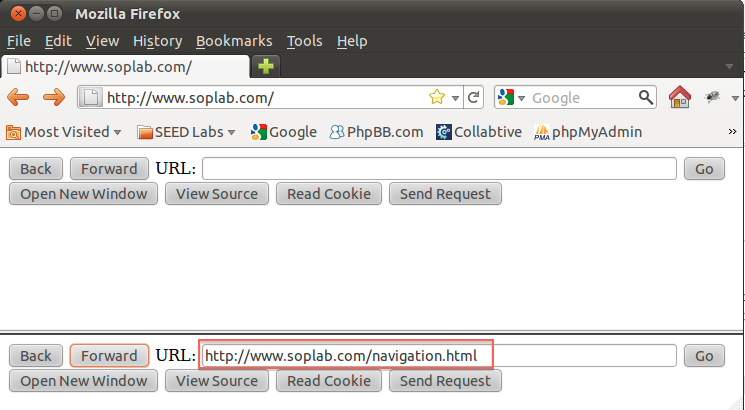 Mozilla Firefox
File Edit View History Bookmarks Tools Help
http://www.soplab.com/
http://www.soplab.com/ Google
Most Visited SEED Labs Google PhpBB.com Collabtive PMA phpMyAdmin »
Back Forward URL: Go
Open New Window View Source Read Cookie Send Request
Back Forward URL: http://www.soplab.com/navigation.html Go
Open New Window View Source Read Cookie Send Request